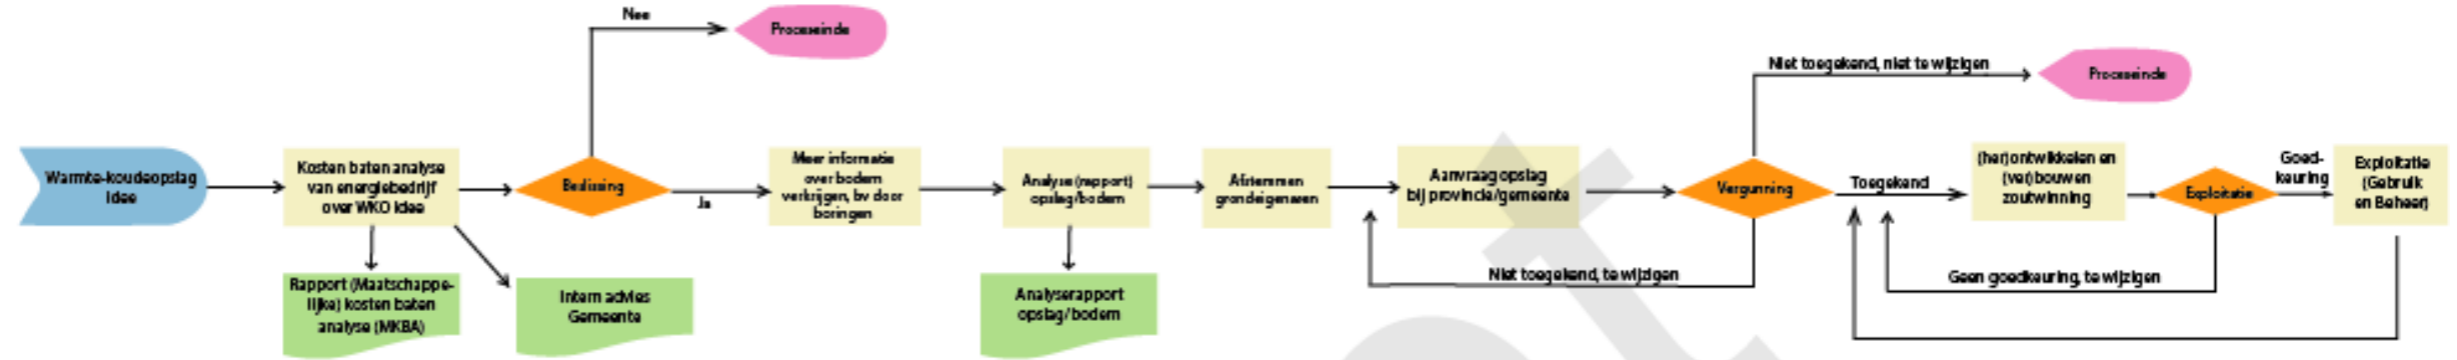 Nee
Proceseinde
Niet toegekend, niet te wijzigen
Proceseinde
Warmte-koudeopslag
idee
Kosten baten analyse
van energiebedrijf
over WKO idee
Beslissing
Ja
Meer informatie
over bodem
verkrijgen, bv door
boringen
Analyse (rapport)
opslag/bodem
Afstemmen
grondeigenaren
Aanvraag opslag
bij provincie/gemeente
Vergunning
Toegekend
(her)ontwikkelen en
(ver)bouwen
zoutwinning
Exploitatie
Goed-
keuring
Exploitatie
(Gebruik
en Beheer)
Rapport (Maatschappe-
lijke) kosten baten
analyse (MKBA)
Intern advies
Gemeente
Analyserapport
opslag/bodem
Niet toegekend, te wijzigen
Geen goedkeuring, te wijzigen